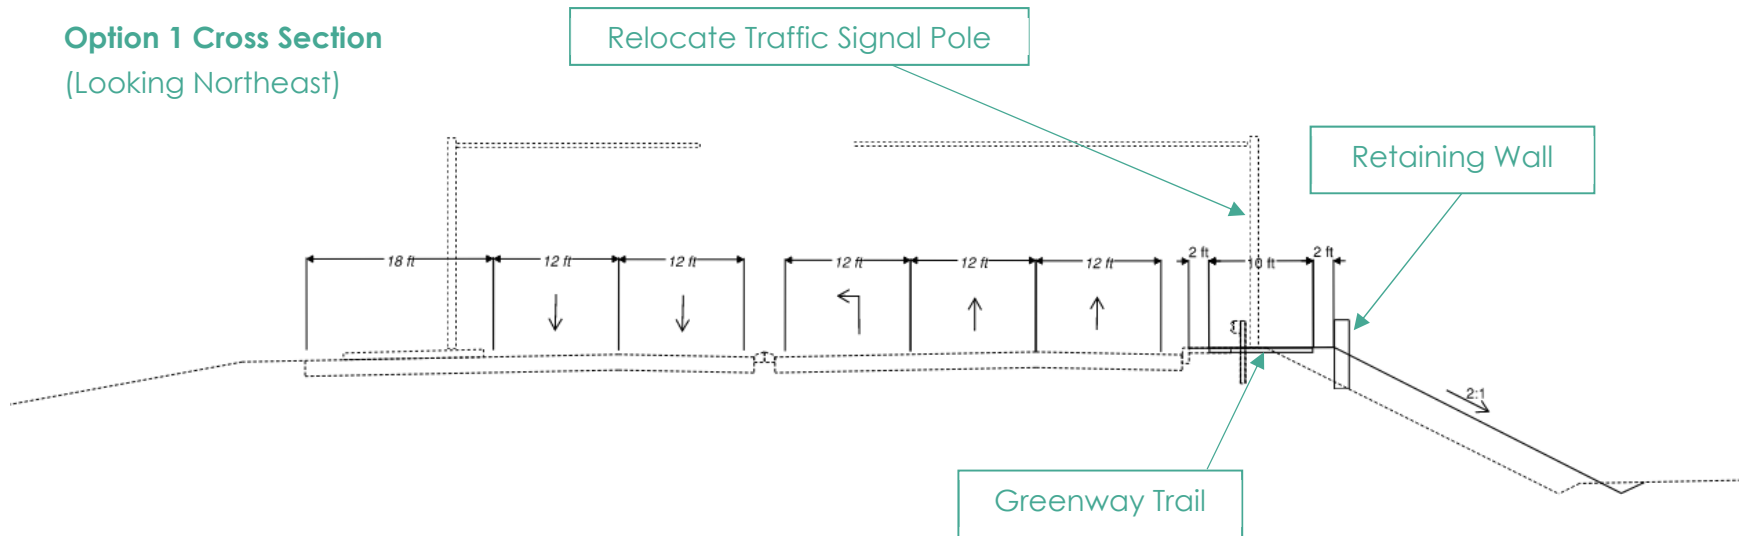 Option 1 Cross Section
(Looking Northeast)
Relocate Traffic Signal Pole
Retaining Wall
18 ft
12 ft
12 ft
12 ft
12 ft
12 ft
2 ft
10 ft
2 ft
2:1
Greenway Trail